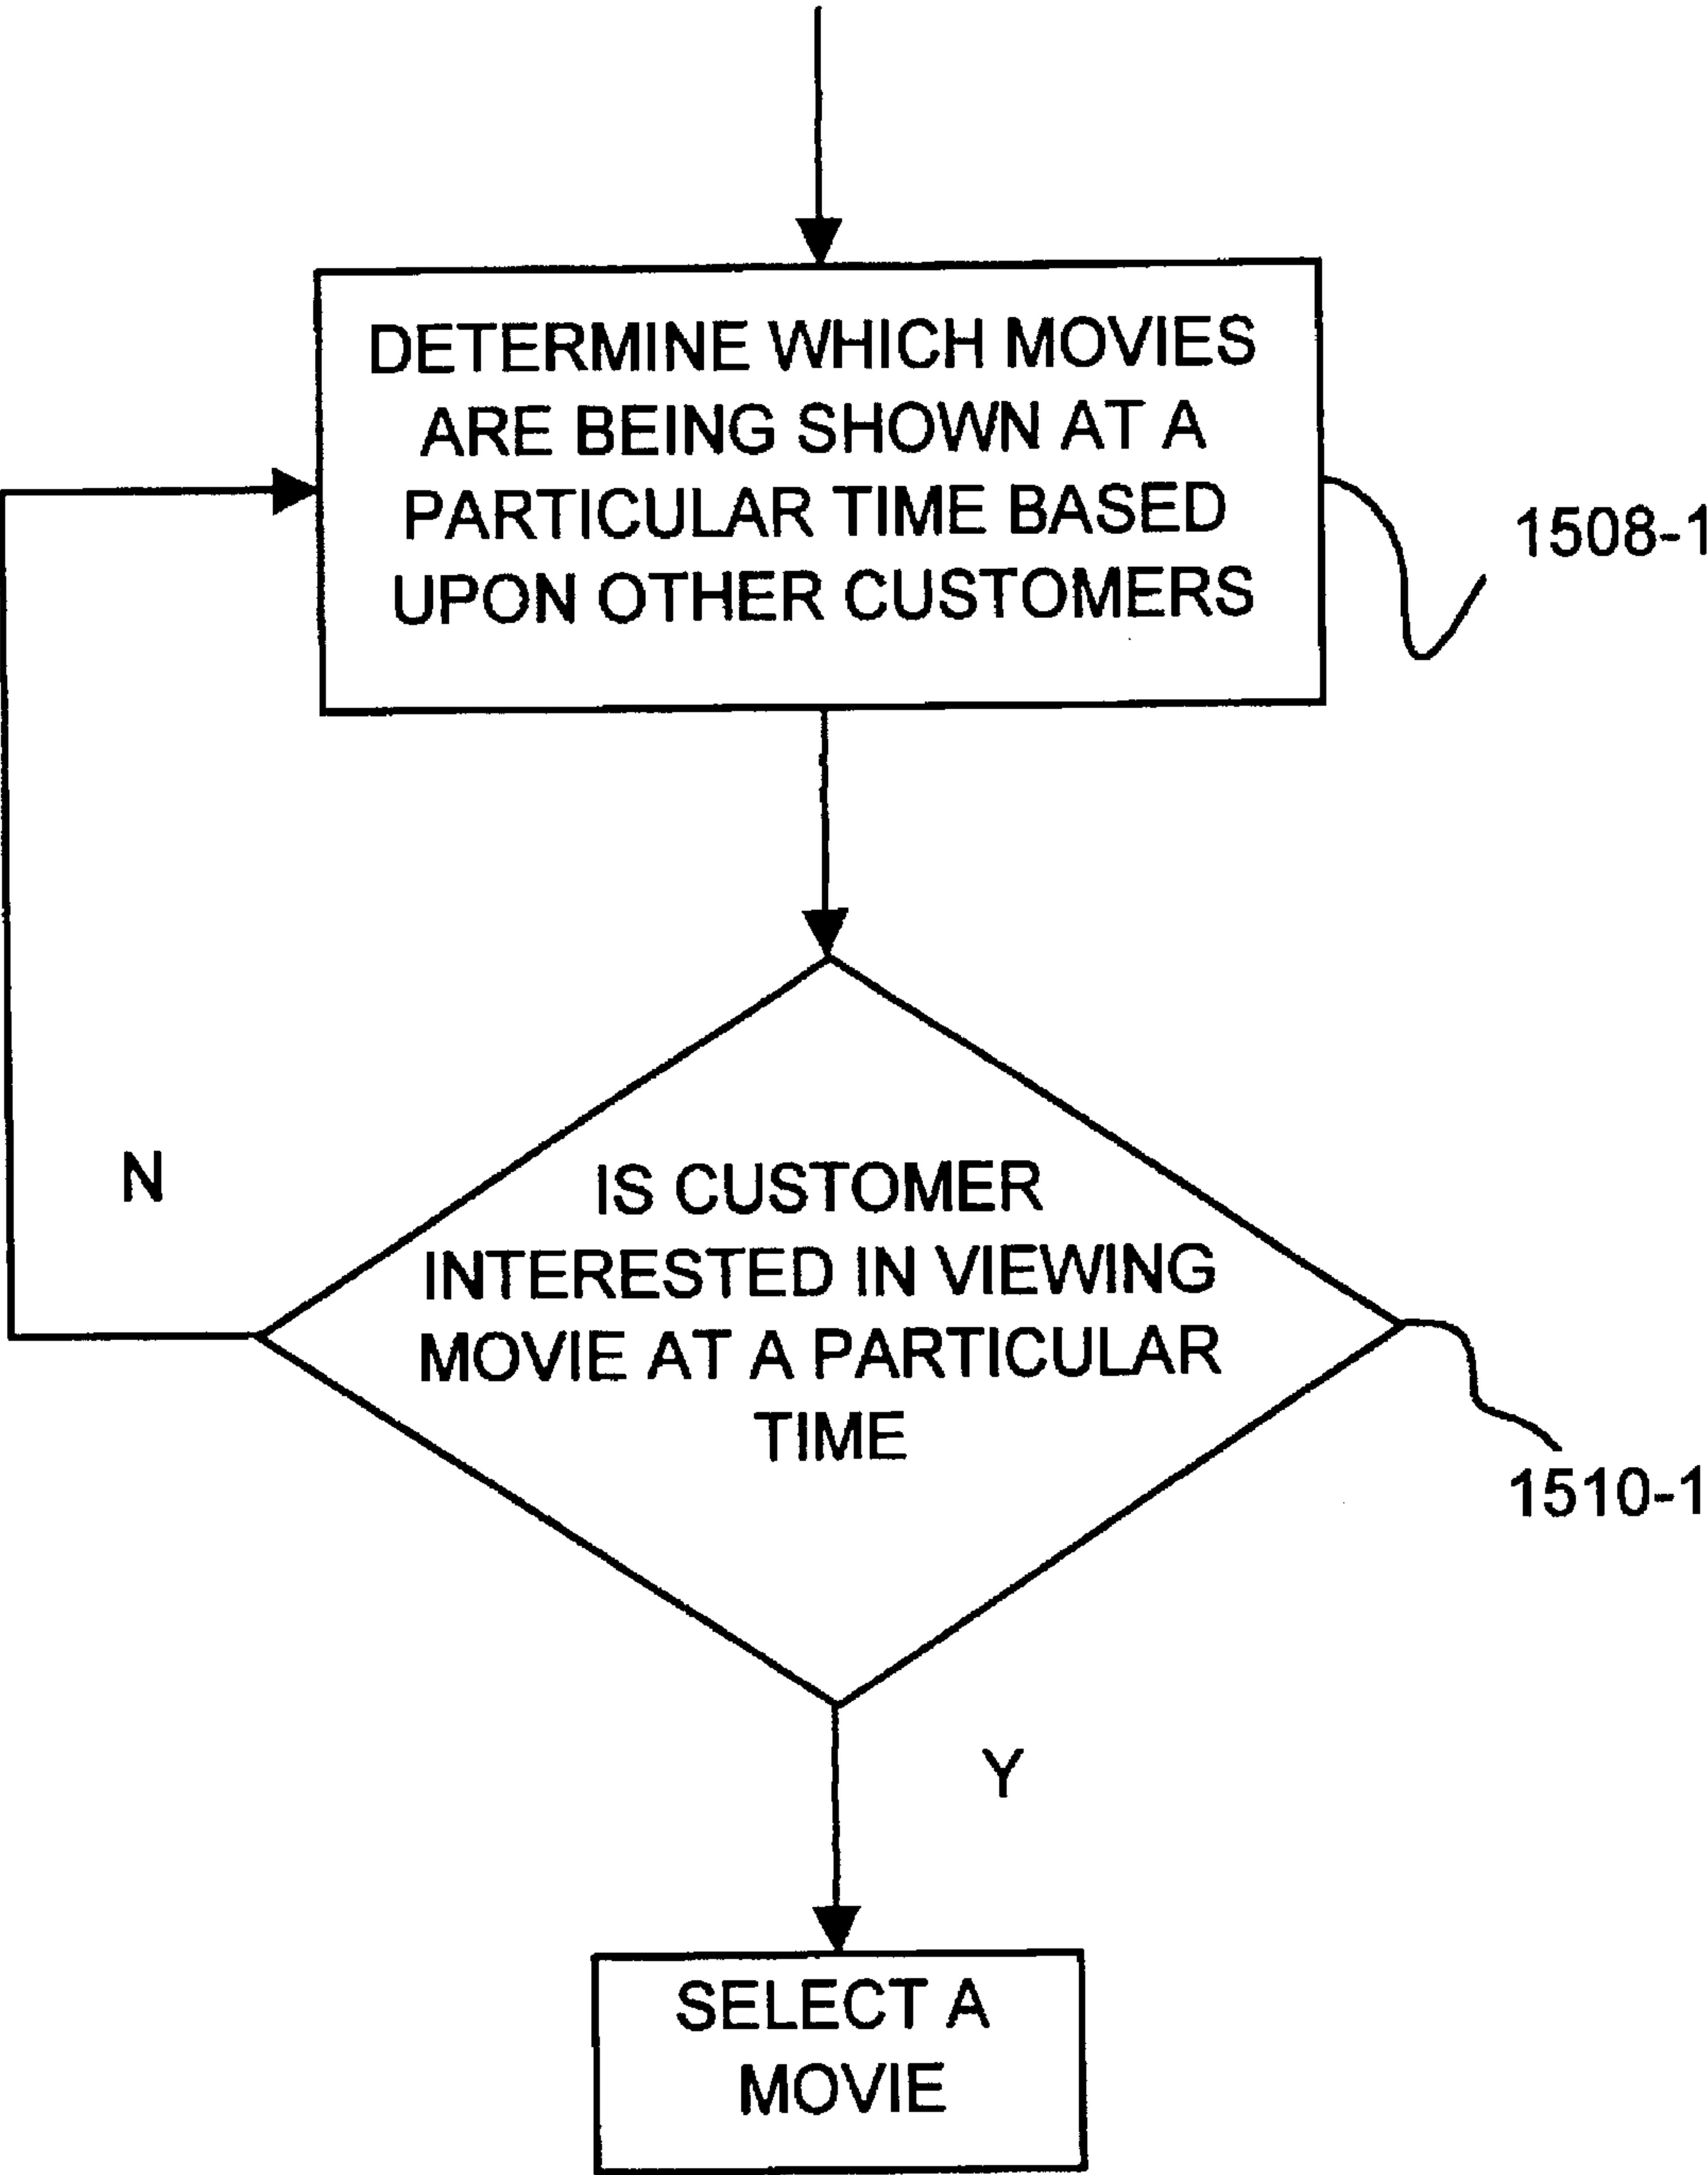 DETERMINE WHICH MOVIES
ARE BEING SHOWN AT A
PARTICULAR TIME BASED
UPON OTHER CUSTOMERS
1508-1
N
IS CUSTOMER
INTERESTED IN VIEWING
MOVIE AT A PARTICULAR
TIME
1510-1
Y
SELECT A
MOVIE